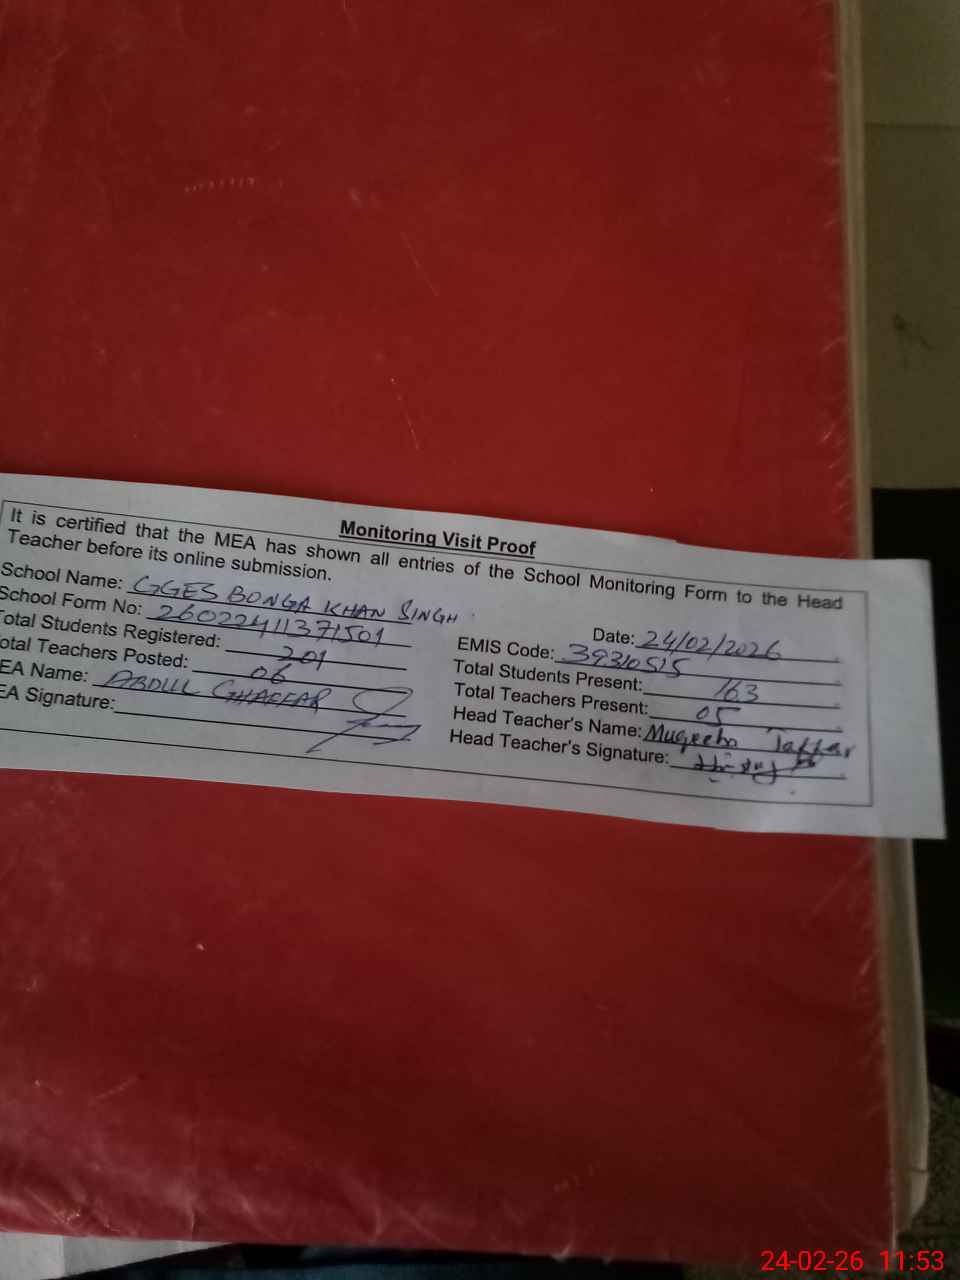 Monitoring Visit Proof
It is certified that the MEA has shown all entries of the School Monitoring Form to the Head
Teacher before its online submission.
School Name: GGES BONGA KHAN SINGH
Date: 24/02/2026
School Form No: 26022411371501
EMIS Code: 39310515
Total Students Registered: 201
Total Students Present: 163
Total Teachers Posted: 06
Total Teachers Present: 05
EA Name: ABDUL GHAFFAR
Head Teacher's Name:
EA Signature:
Head Teacher's Signature:
24-02-26 11:53